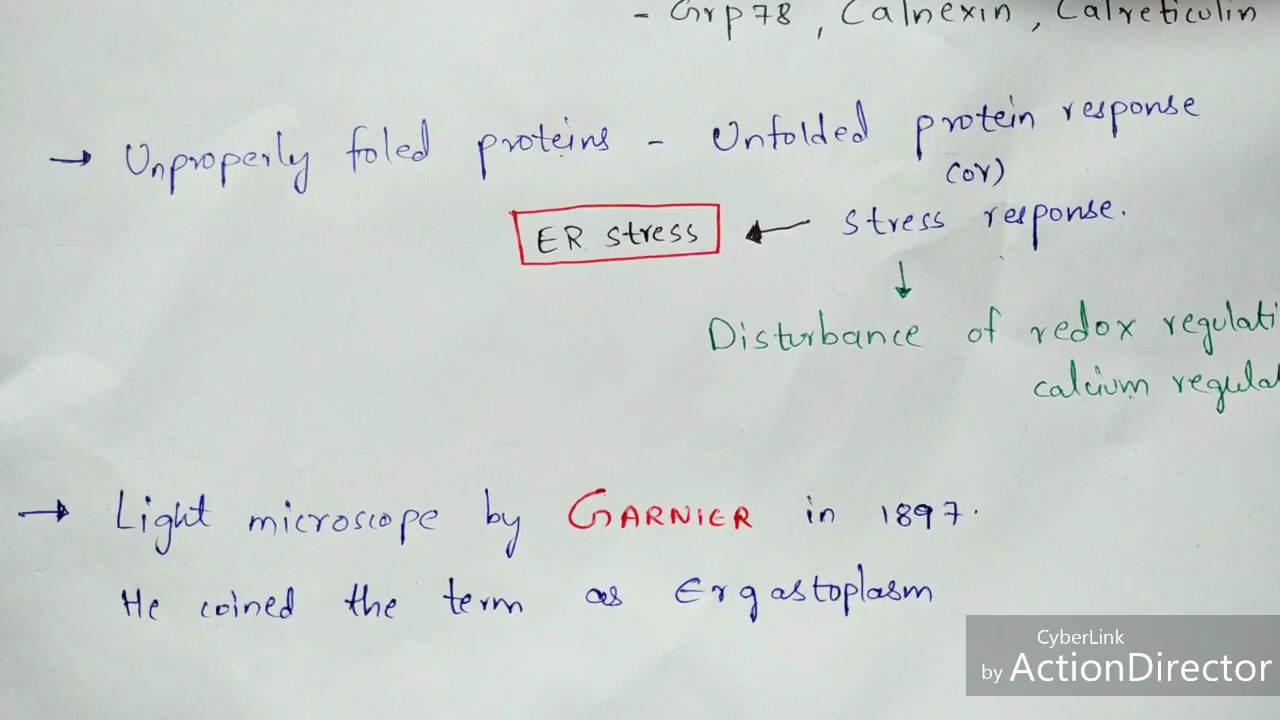 - Grp78, Calnexin, Calreticulin
→ Unproperly foled proteins - Unfolded protein response
(or)
ER stress ← stress response.
↓
Disturbance of redox regulati
calcium regula
→ Light microscope by GARNIER in 1897.
He coined the term as Ergastoplasm
CyberLink
by ActionDirector